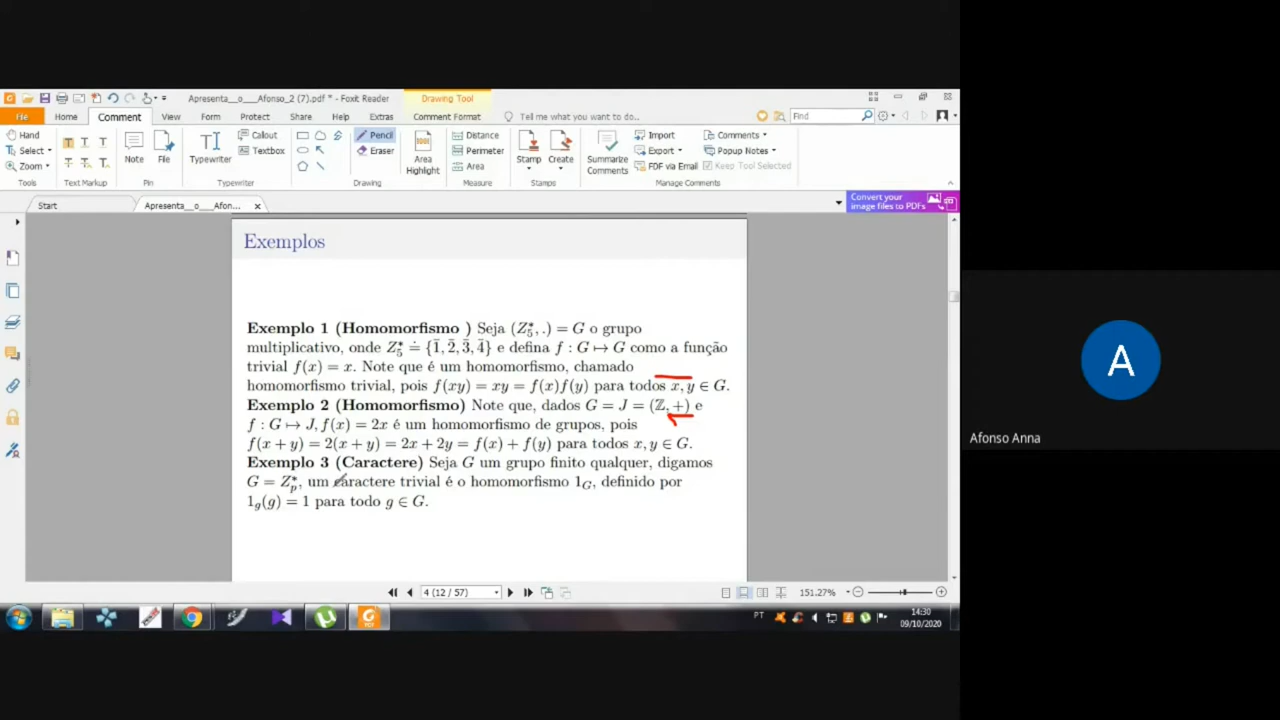 Apresenta__o___Afonso_2 (7).pdf * - Foxit Reader
Drawing Tool
File Home Comment View Form Protect Share Help Extras Comment Format Tell me what you want to do.. Find
Hand
Select
Zoom
Tools
Text Markup
Note
File
Pin
Typewriter
Callout
Textbox
Typewriter
Pencil
Eraser
Drawing
Area Highlight
Distance
Perimeter
Area
Measure
Stamp
Create
Stamps
Summarize Comments
Import
Export
FDF via Email
Comments
Popup Notes
Keep Tool Selected
Manage Comments
Start
Apresenta__o___Afon...
Convert your
image files to PDFs
Exemplos
Exemplo 1 (Homomorfismo ) Seja (Z₅*, .) = G o grupo
multiplicativo, onde Z₅* ≐ {1̄, 2̄, 3̄, 4̄} e defina f : G ↦ G como a função
trivial f(x) = x. Note que é um homomorfismo, chamado
homomorfismo trivial, pois f(xy) = xy = f(x)f(y) para todos x, y ∈ G.
Exemplo 2 (Homomorfismo) Note que, dados G = J = (ℤ, +) e
f : G ↦ J, f(x) = 2x é um homomorfismo de grupos, pois
f(x + y) = 2(x + y) = 2x + 2y = f(x) + f(y) para todos x, y ∈ G.
Exemplo 3 (Caractere) Seja G um grupo finito qualquer, digamos
G = Zₚ*, um caractere trivial é o homomorfismo 1_G, definido por
1_g(g) = 1 para todo g ∈ G.
4 (12 / 57)
151.27%
PT
14:30
09/10/2020
A
Afonso Anna